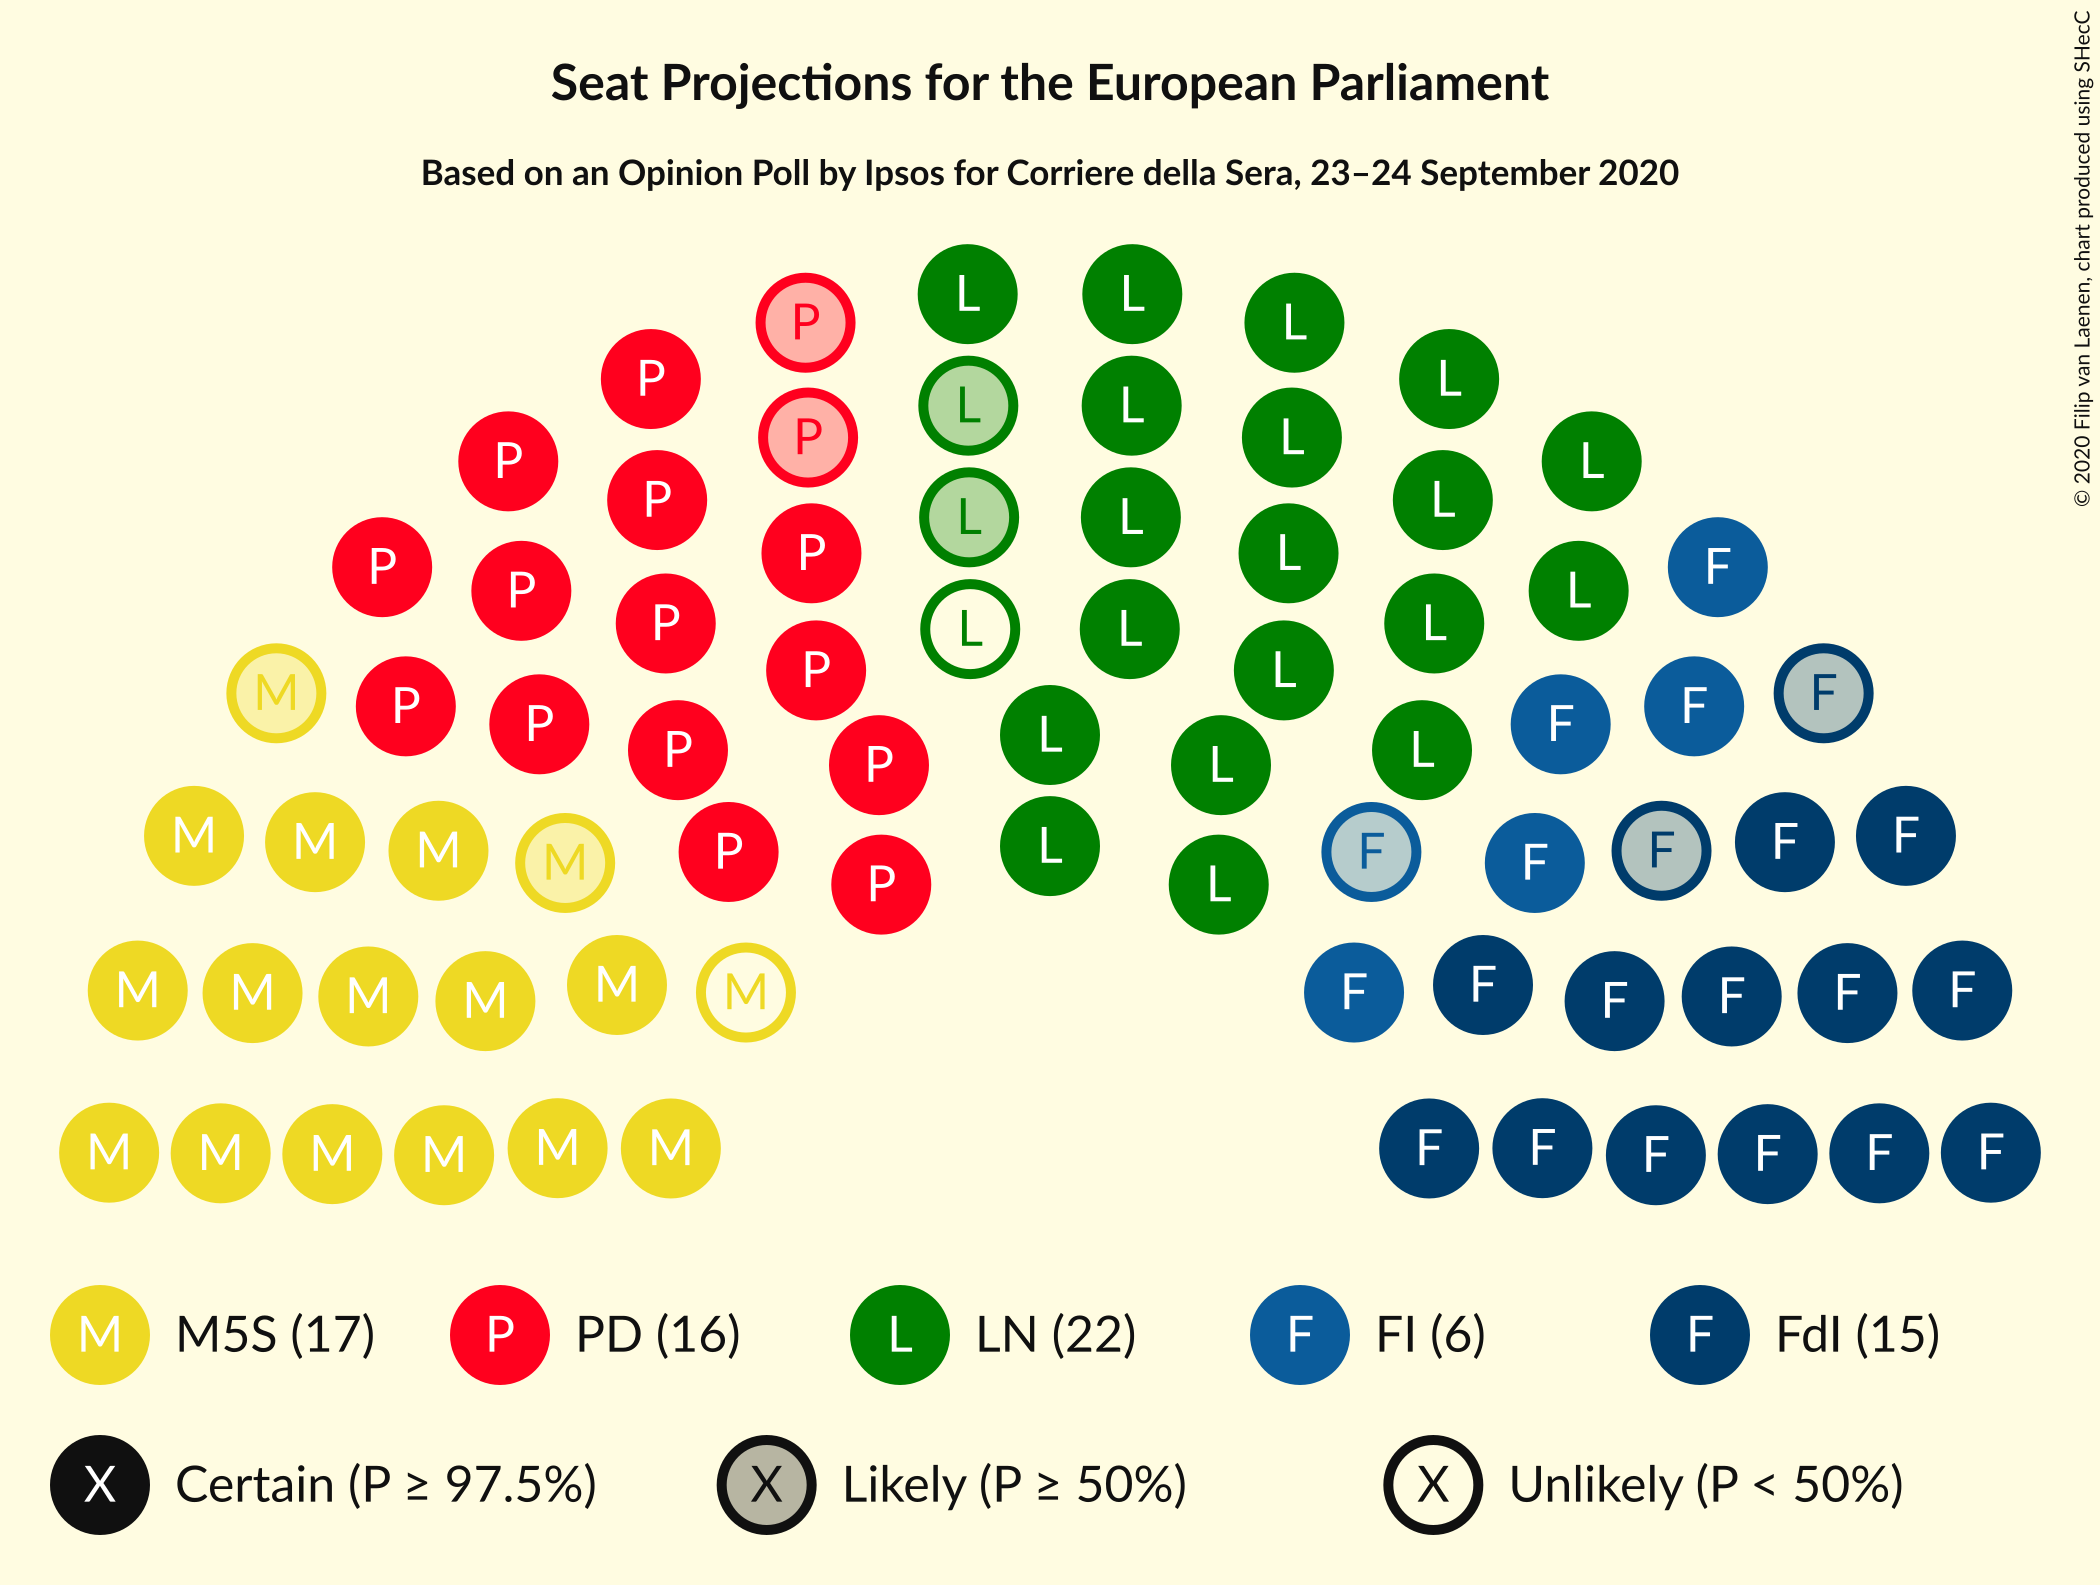 Seat Projections for the European Parliament
Based on an Opinion Poll by Ipsos for Corriere della Sera, 23–24 September 2020
© 2020 Filip van Laenen, chart produced using SHecC
L L
P L L
P L
L L
P L
P L
P L
P L L
P L
P L
P F
P L
P L
L L
P L
M F
P F
P F
L
P L
P L
M M F F
M F
L
P F
M F
P L
M M F F
M F
M F
M F
M F
M F
M M M M M M F F F F F F
M M5S (17) P PD (16) L LN (22) F FI (6) F FdI (15)
X Certain (P ≥ 97.5%) X Likely (P ≥ 50%) X Unlikely (P < 50%)